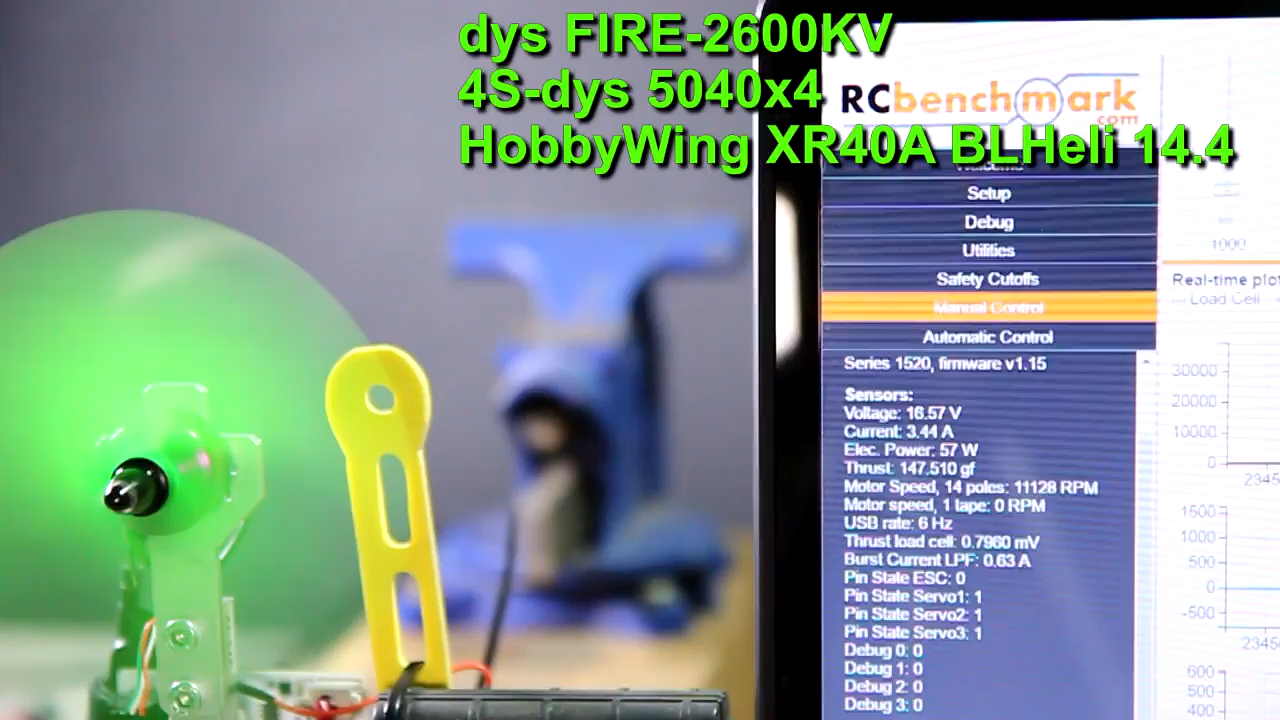 dys FIRE-2600KV
4S-dys 5040x4
HobbyWing XR40A BLHeli 14.4
RCbenchmark
.com
Welcome
Setup
Debug
Utilities
Safety Cutoffs
Manual Control
Automatic Control
Series 1520, firmware v1.15
Sensors:
Voltage: 16.57 V
Current: 3.44 A
Elec. Power: 57 W
Thrust: 147.510 gf
Motor Speed, 14 poles: 11128 RPM
Motor speed, 1 tape: 0 RPM
USB rate: 6 Hz
Thrust load cell: 0.7960 mV
Burst Current LPF: 0.63 A
Pin State ESC: 0
Pin State Servo1: 1
Pin State Servo2: 1
Pin State Servo3: 1
Debug 0: 0
Debug 1: 0
Debug 2: 0
Debug 3: 0
1000
Real-time plot
Load Cell
30000
20000
10000
0
2345
1500
1000
500
0
-500
2345
600
500
400